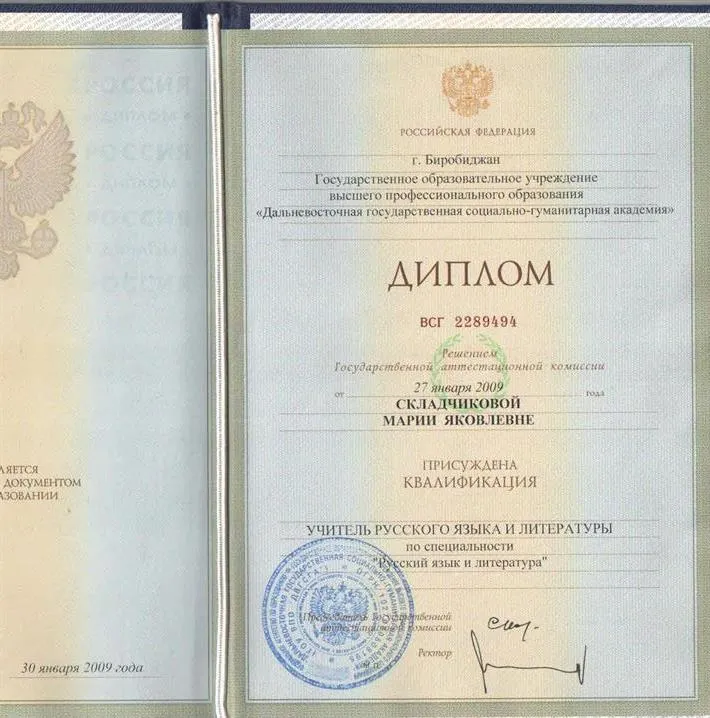 ЛЯЕТСЯ
ДОКУМЕНТОМ
АЗОВАНИИ
30 января 2009 года
РОССИЙСКАЯ ФЕДЕРАЦИЯ
г. Биробиджан
Государственное образовательное учреждение
высшего профессионального образования
«Дальневосточная государственная социально-гуманитарная академия»
ДИПЛОМ
ВСГ 2289494
Решением
Государственной аттестационной комиссии
от 27 января 2009 года
СКЛАДЧИКОВОЙ
МАРИИ ЯКОВЛЕВНЕ
ПРИСУЖДЕНА
КВАЛИФИКАЦИЯ
УЧИТЕЛЬ РУССКОГО ЯЗЫКА И ЛИТЕРАТУРЫ
по специальности
"Русский язык и литература"
Председатель Государственной
аттестационной комиссии
Ректор